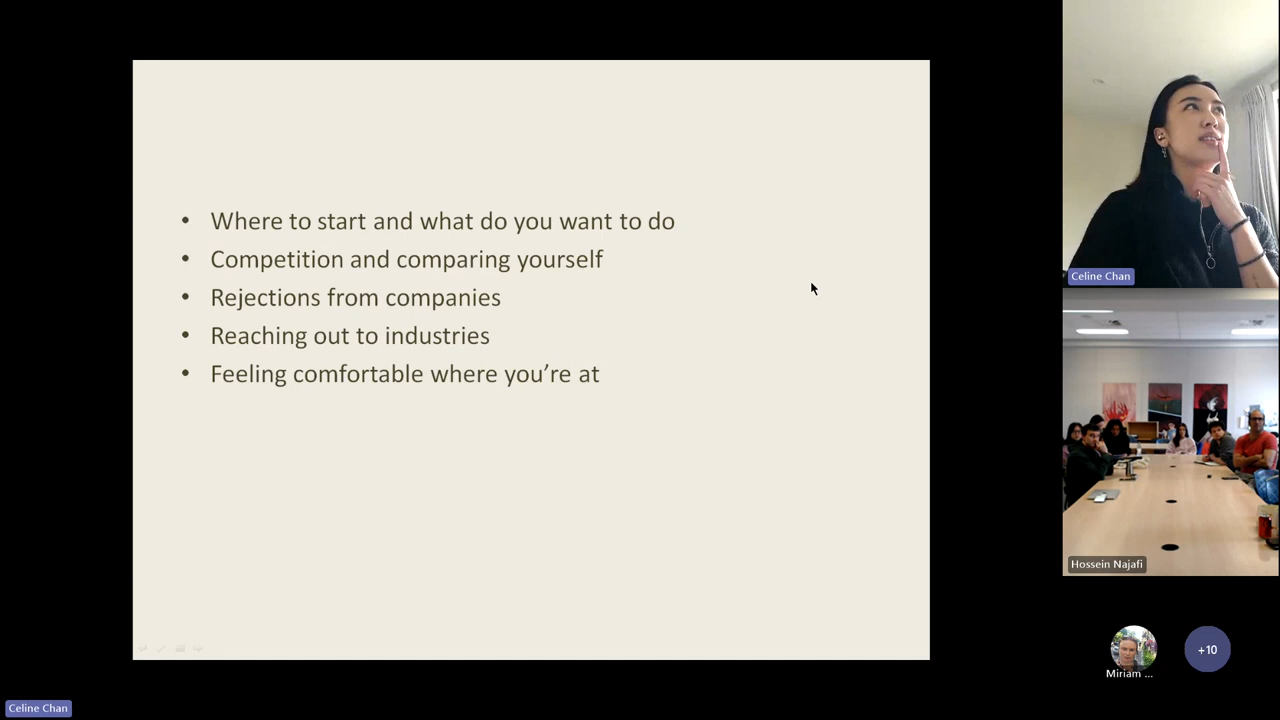 • Where to start and what do you want to do
• Competition and comparing yourself
• Rejections from companies
• Reaching out to industries
• Feeling comfortable where you’re at
Celine Chan
Hossein Najafi
Miriam ...
+10
Celine Chan